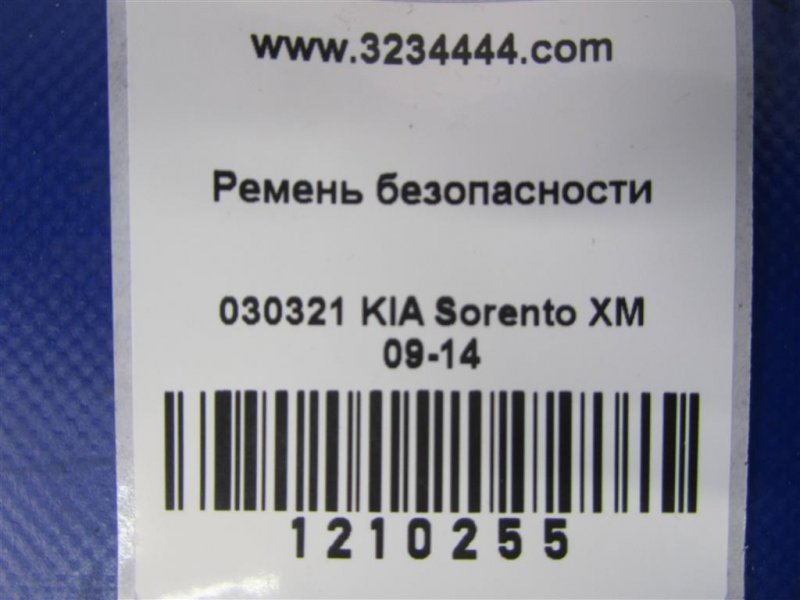 www.3234444.com
Ремень безопасности
030321 KIA Sorento XM
09-14
1210255